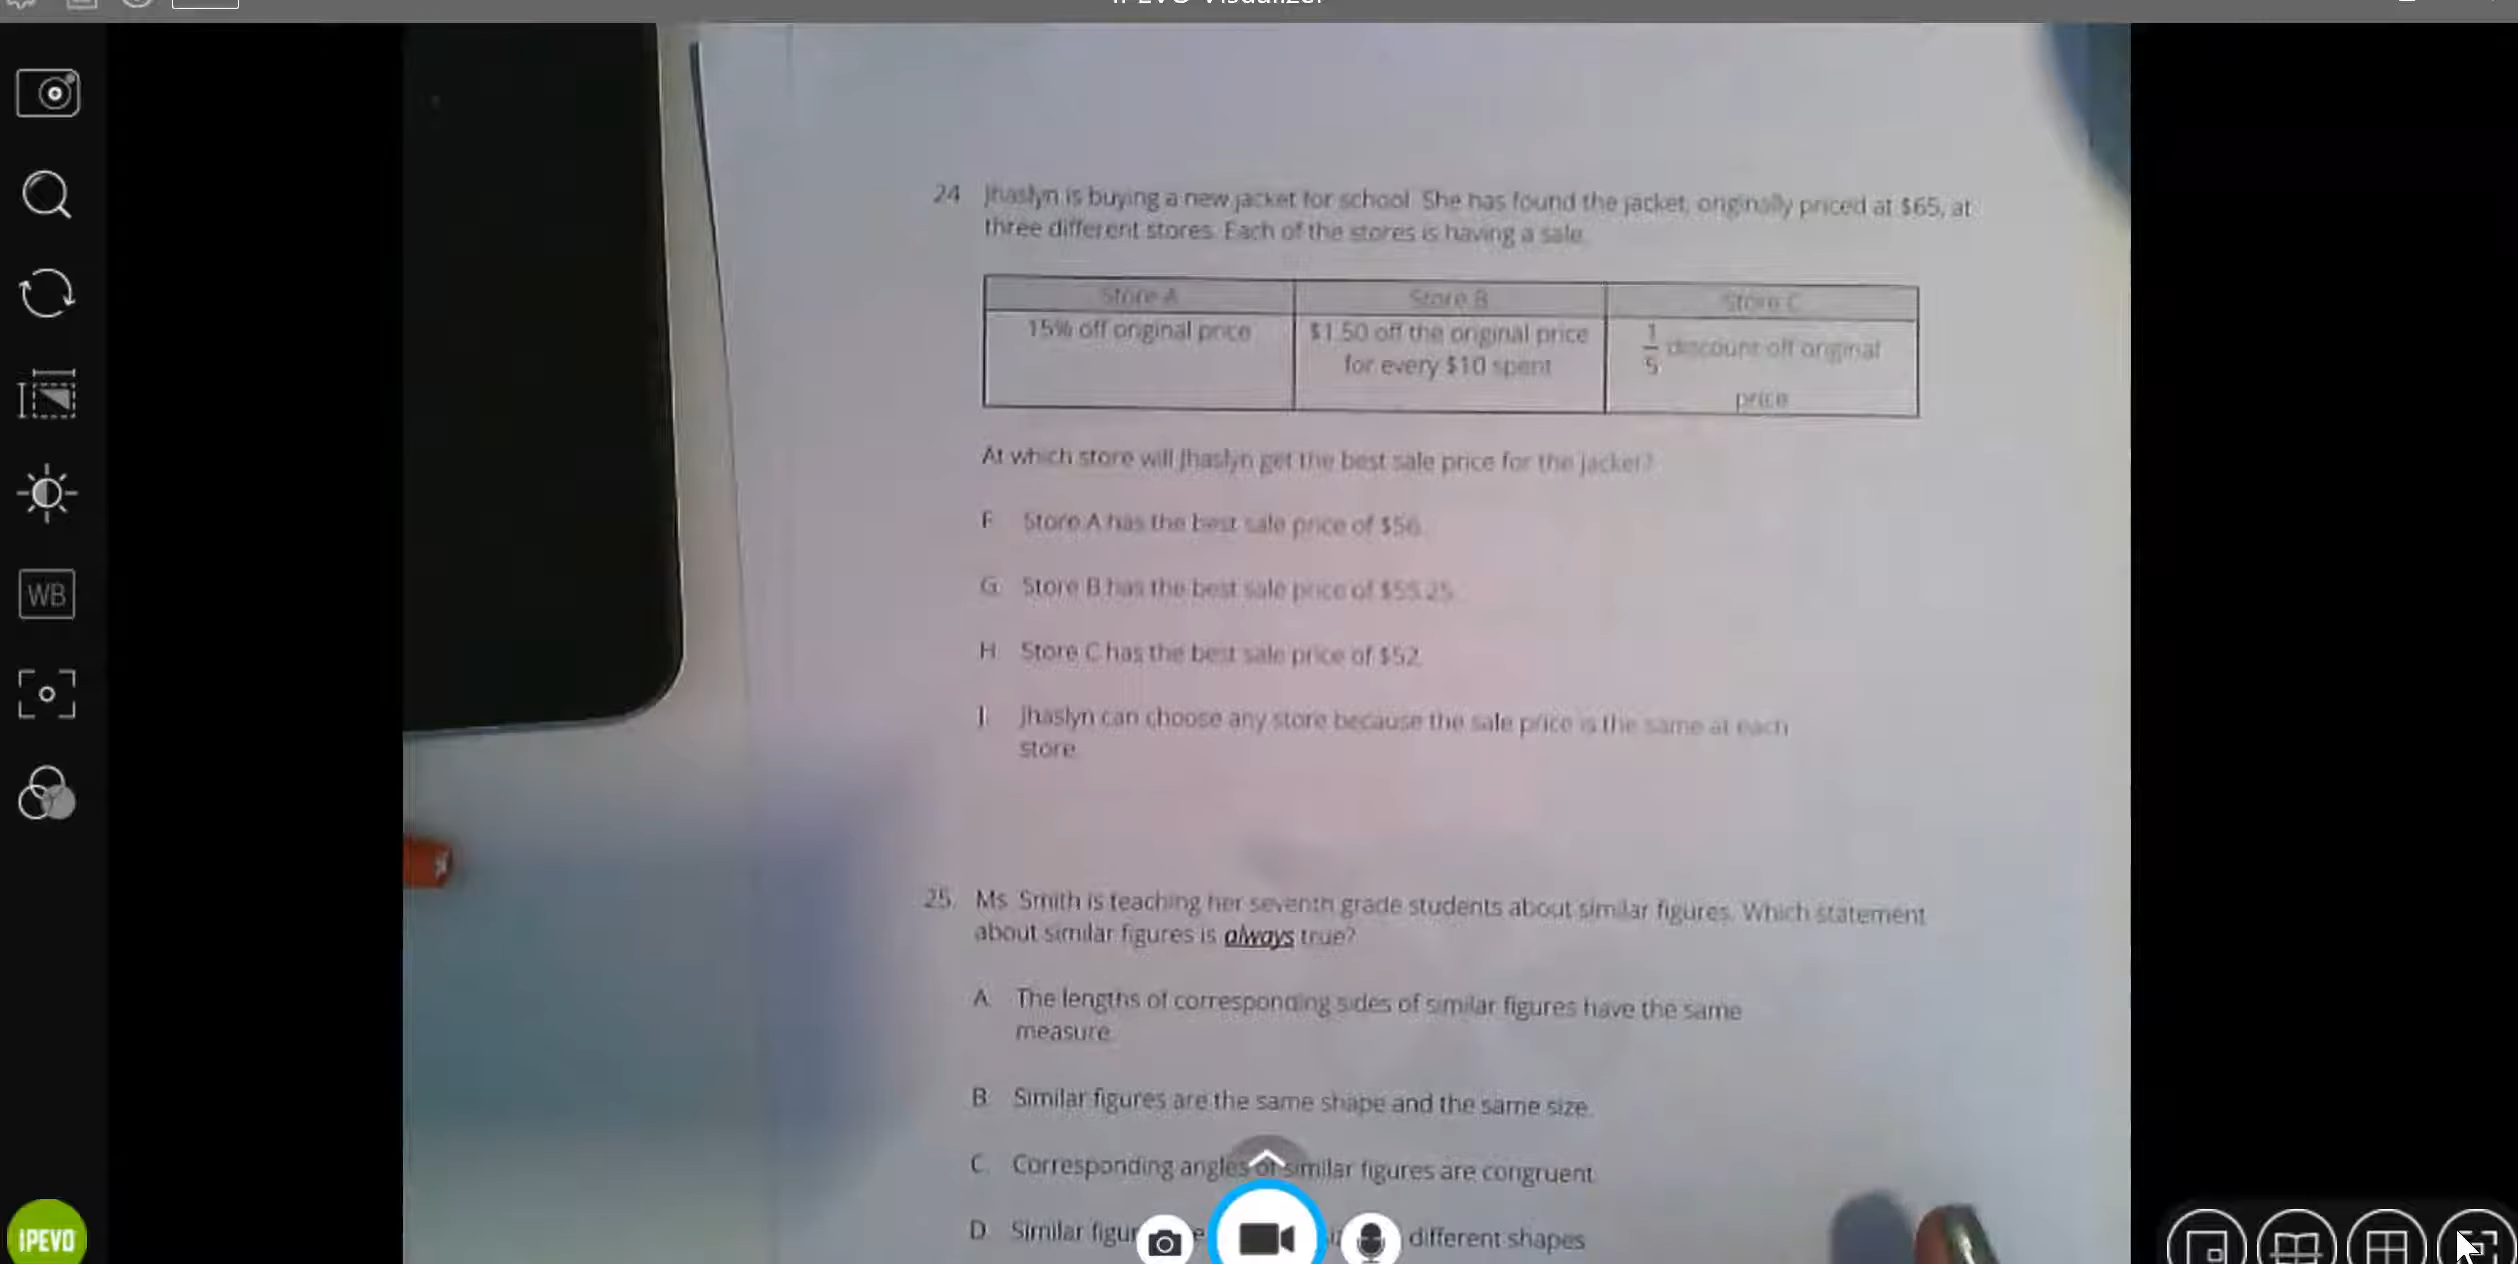 24. Jhaslyn is buying a new jacket for school. She has found the jacket, originally priced at $65, at
three different stores. Each of the stores is having a sale.
Store A
Store B
Store C
15% off original price
$1.50 off the original price
for every $10 spent
1/5 discount off original
price
At which store will Jhaslyn get the best sale price for the jacket?
F. Store A has the best sale price of $56.
G. Store B has the best sale price of $55.25.
H. Store C has the best sale price of $52.
J. Jhaslyn can choose any store because the sale price is the same at each
store.
25. Ms. Smith is teaching her seventh grade students about similar figures. Which statement
about similar figures is always true?
A. The lengths of corresponding sides of similar figures have the same
measure.
B. Similar figures are the same shape and the same size.
C. Corresponding angles of similar figures are congruent.
D. Similar figur different shapes
WB
iPEVO